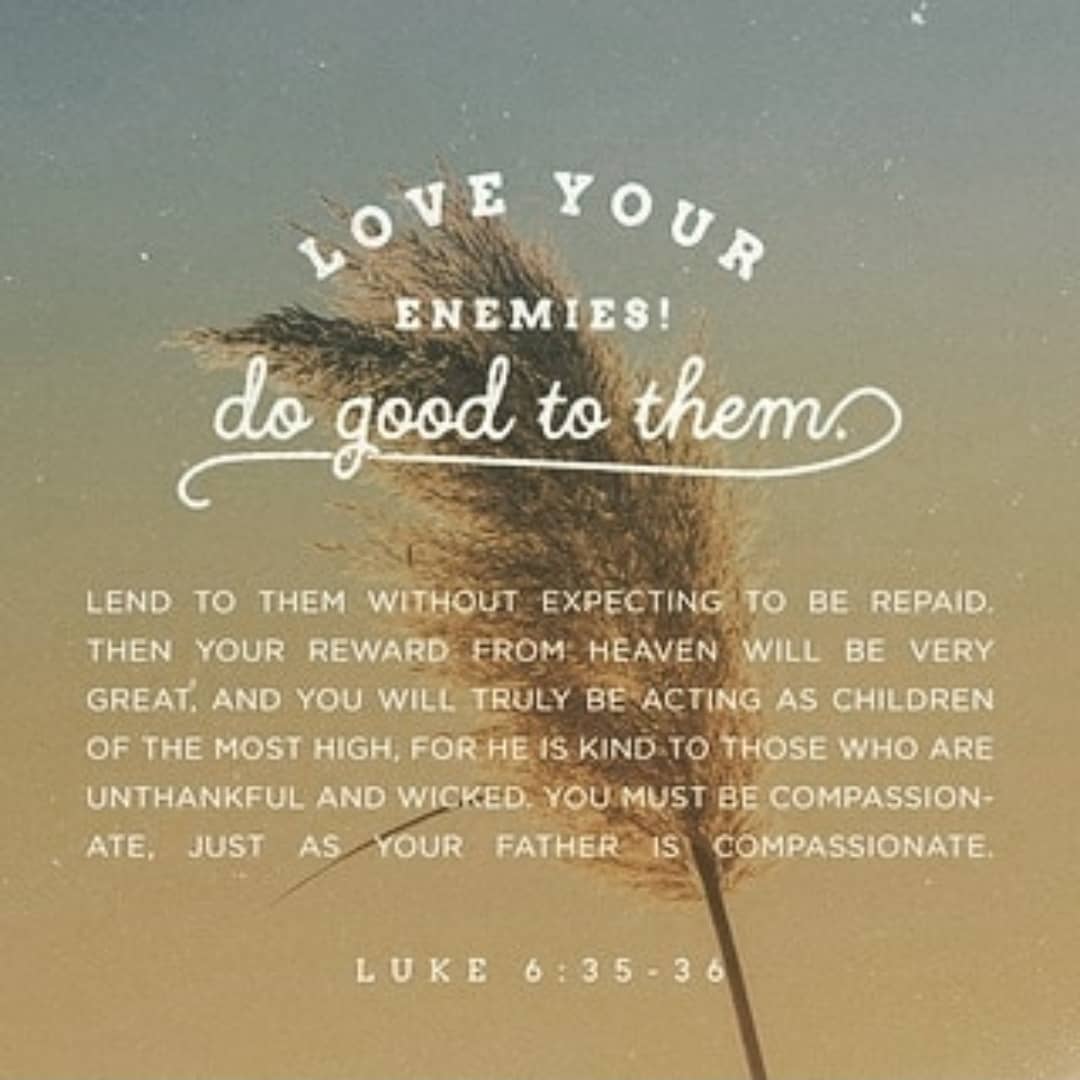 LOVE YOUR
ENEMIES!
do good to them.
LEND TO THEM WITHOUT EXPECTING TO BE REPAID.
THEN YOUR REWARD FROM HEAVEN WILL BE VERY
GREAT, AND YOU WILL TRULY BE ACTING AS CHILDREN
OF THE MOST HIGH, FOR HE IS KIND TO THOSE WHO ARE
UNTHANKFUL AND WICKED. YOU MUST BE COMPASSION-
ATE, JUST AS YOUR FATHER IS COMPASSIONATE.
LUKE 6:35-36